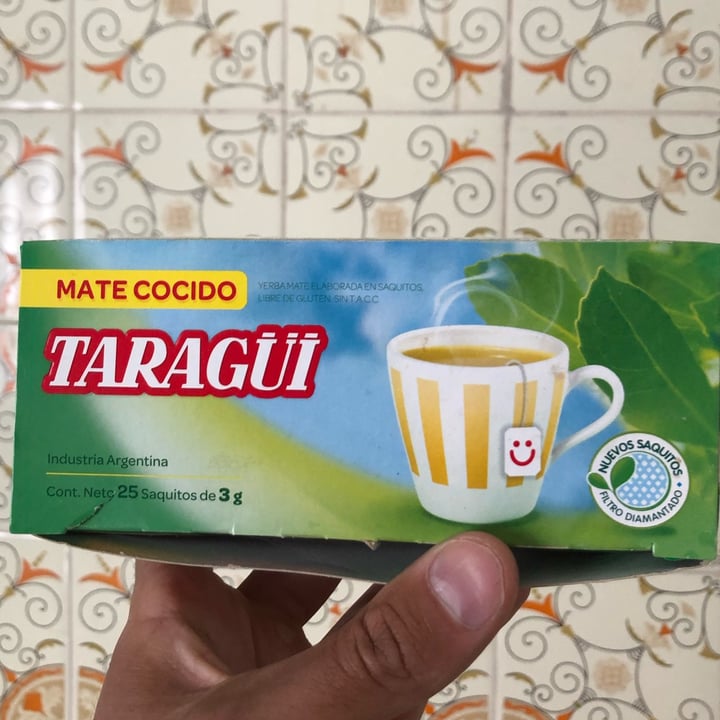 MATE COCIDO
YERBA MATE ELABORADA EN SAQUITOS.
LIBRE DE GLUTEN. SIN T.A.C.C
TARAGÜI
Industria Argentina
Cont. Neto 25 Saquitos de 3 g
NUEVOS SAQUITOS
FILTRO DIAMANTADO